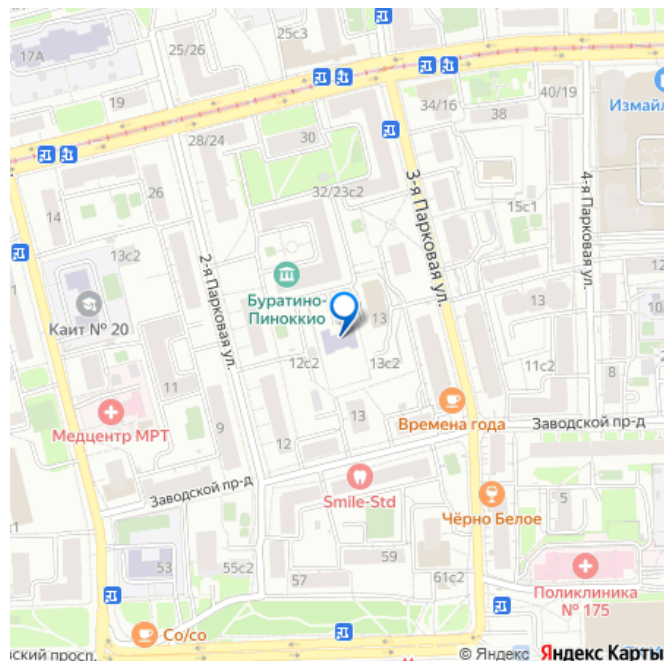 25с3
25/26
17А
19
40/19
34/16
38
Измайл
28/24
30
26
14
32/23с2
3-я Парковая ул.
15с1
4-я Парковая ул.
13с2
2-я Парковая ул.
12
Буратино-
Пиноккио
Каит № 20
13
13
10/
12с2
13с2
11с2
8
11
Времена года
Медцентр МРТ
9
13
Заводской пр-д
12
Заводской пр-д
Smile-Std
5
Чёрно Белое
59
53
55с2
57
61с2
Поликлиника
№ 175
Co/co
вский просп.
© Яндекс Яндекс Карты